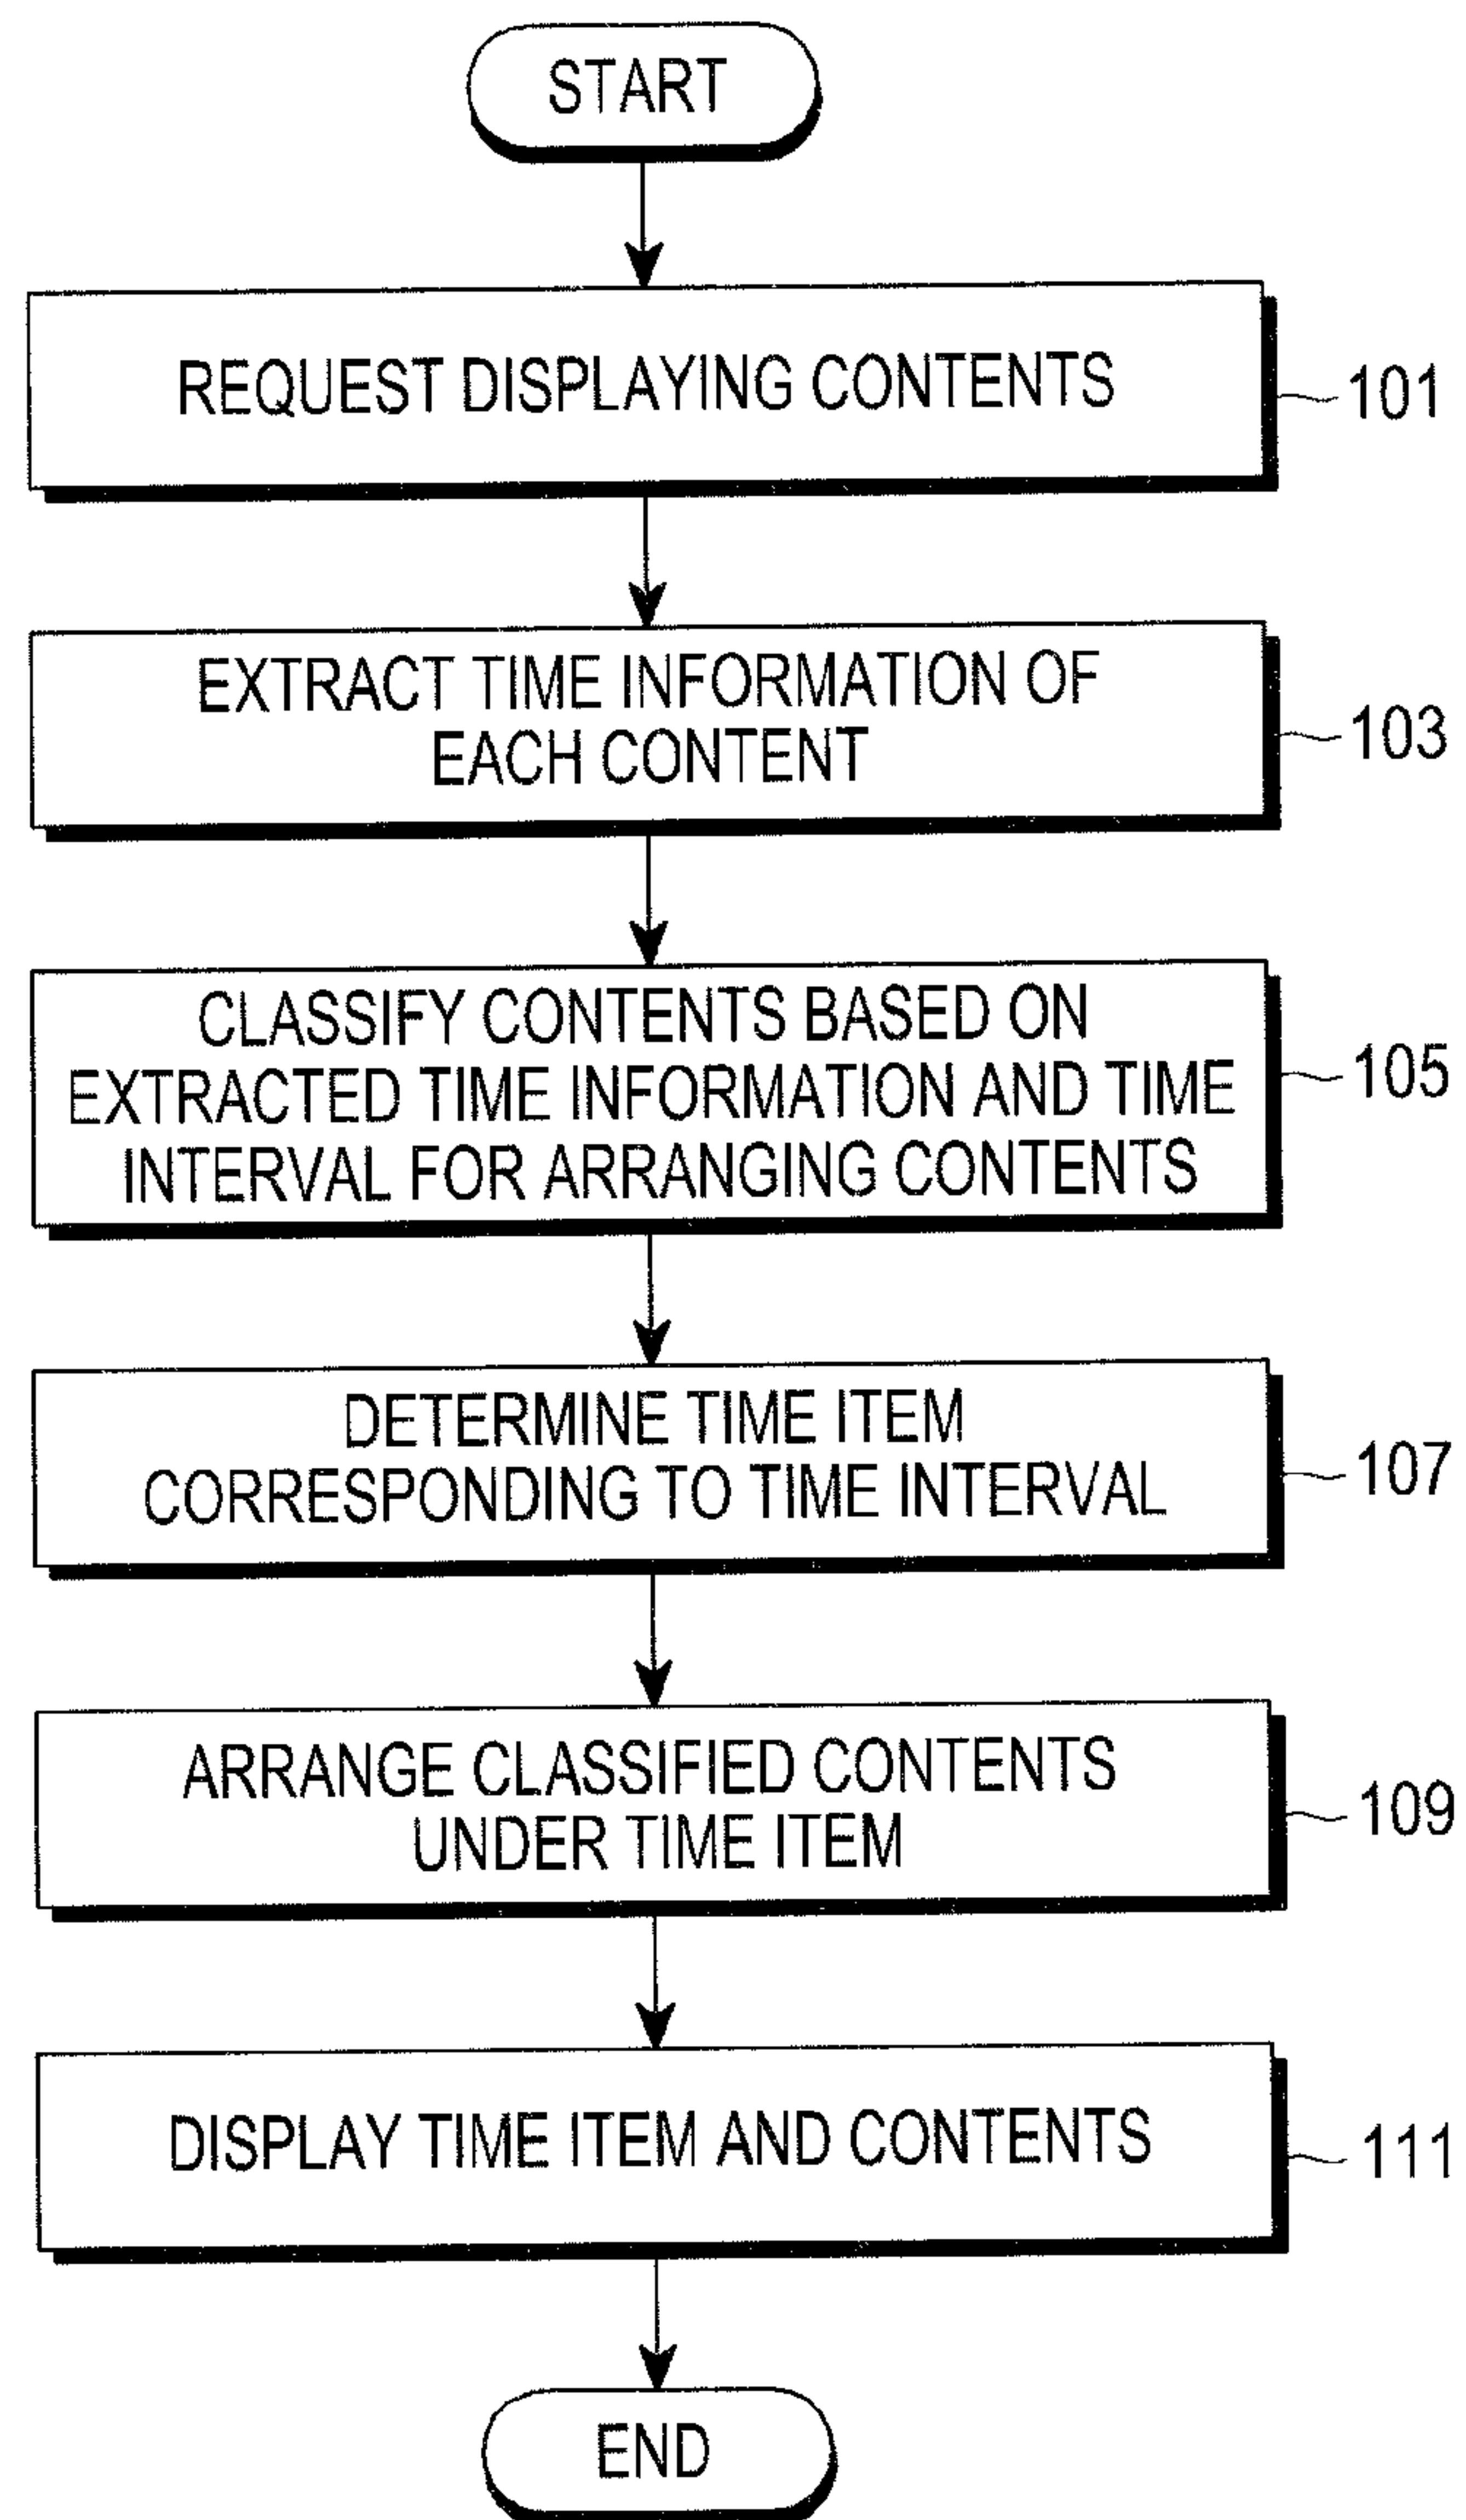 START
REQUEST DISPLAYING CONTENTS
101
EXTRACT TIME INFORMATION OF
EACH CONTENT
103
CLASSIFY CONTENTS BASED ON
EXTRACTED TIME INFORMATION AND TIME
INTERVAL FOR ARRANGING CONTENTS
105
DETERMINE TIME ITEM
CORRESPONDING TO TIME INTERVAL
107
ARRANGE CLASSIFIED CONTENTS
UNDER TIME ITEM
109
DISPLAY TIME ITEM AND CONTENTS
111
END